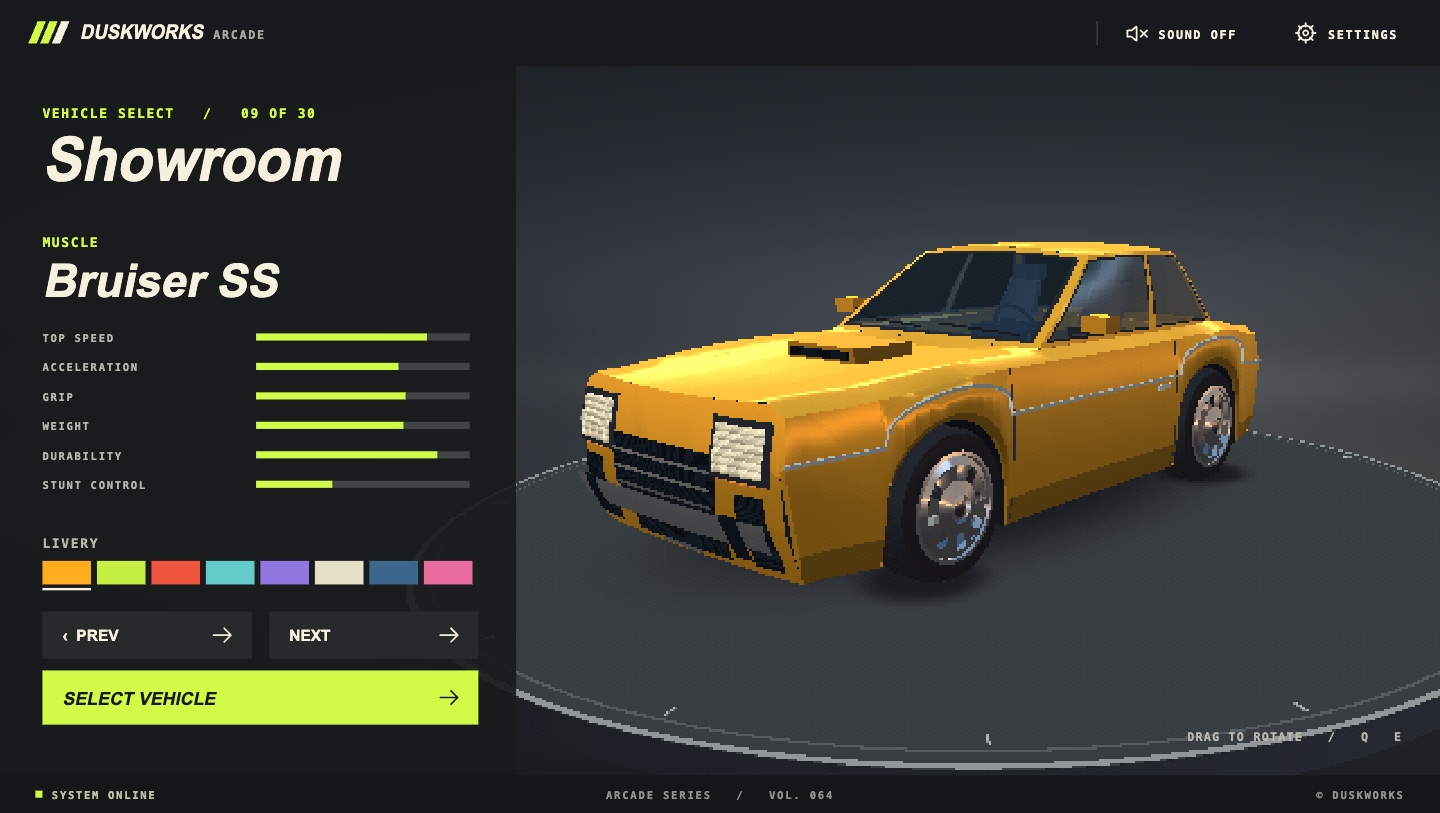 DUSKWORKS ARCADE
SOUND OFF
SETTINGS
VEHICLE SELECT / 09 OF 30
Showroom
MUSCLE
Bruiser SS
TOP SPEED
ACCELERATION
GRIP
WEIGHT
DURABILITY
STUNT CONTROL
LIVERY
‹ PREV →
NEXT →
SELECT VEHICLE →
DRAG TO ROTATE / Q E
SYSTEM ONLINE
ARCADE SERIES / VOL. 064
© DUSKWORKS